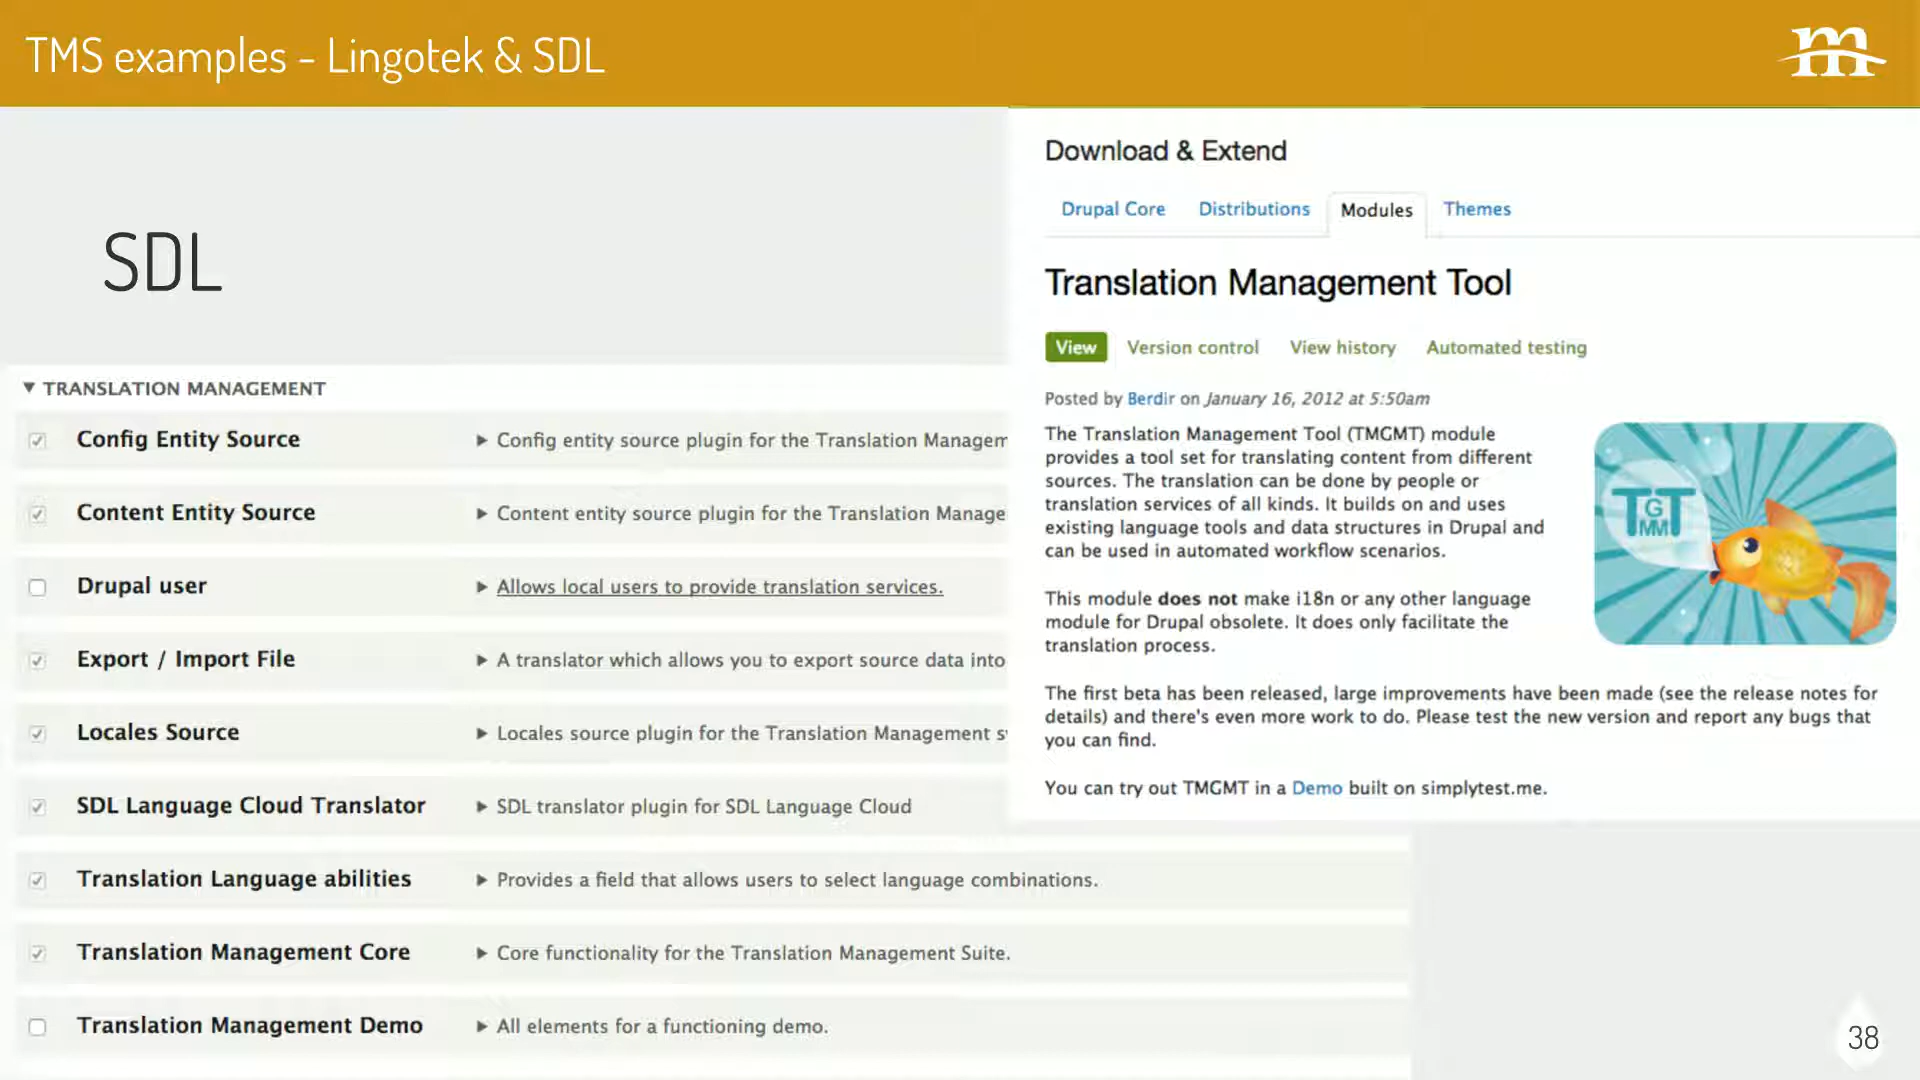 TMS examples - Lingotek & SDL
m
SDL
▼ TRANSLATION MANAGEMENT
Config Entity Source
▶ Config entity source plugin for the Translation Managem
Content Entity Source
▶ Content entity source plugin for the Translation Manage
Drupal user
▶ Allows local users to provide translation services.
Export / Import File
▶ A translator which allows you to export source data into
Locales Source
▶ Locales source plugin for the Translation Management s
SDL Language Cloud Translator
▶ SDL translator plugin for SDL Language Cloud
Translation Language abilities
▶ Provides a field that allows users to select language combinations.
Translation Management Core
▶ Core functionality for the Translation Management Suite.
Translation Management Demo
▶ All elements for a functioning demo.
Download & Extend
Drupal Core Distributions Modules Themes
Translation Management Tool
View Version control View history Automated testing
Posted by Berdir on January 16, 2012 at 5:50am
The Translation Management Tool (TMGMT) module
provides a tool set for translating content from different
sources. The translation can be done by people or
translation services of all kinds. It builds on and uses
existing language tools and data structures in Drupal and
can be used in automated workflow scenarios.
This module does not make i18n or any other language
module for Drupal obsolete. It does only facilitate the
translation process.
TGT
MM
The first beta has been released, large improvements have been made (see the release notes for
details) and there's even more work to do. Please test the new version and report any bugs that
you can find.
You can try out TMGMT in a Demo built on simplytest.me.
38